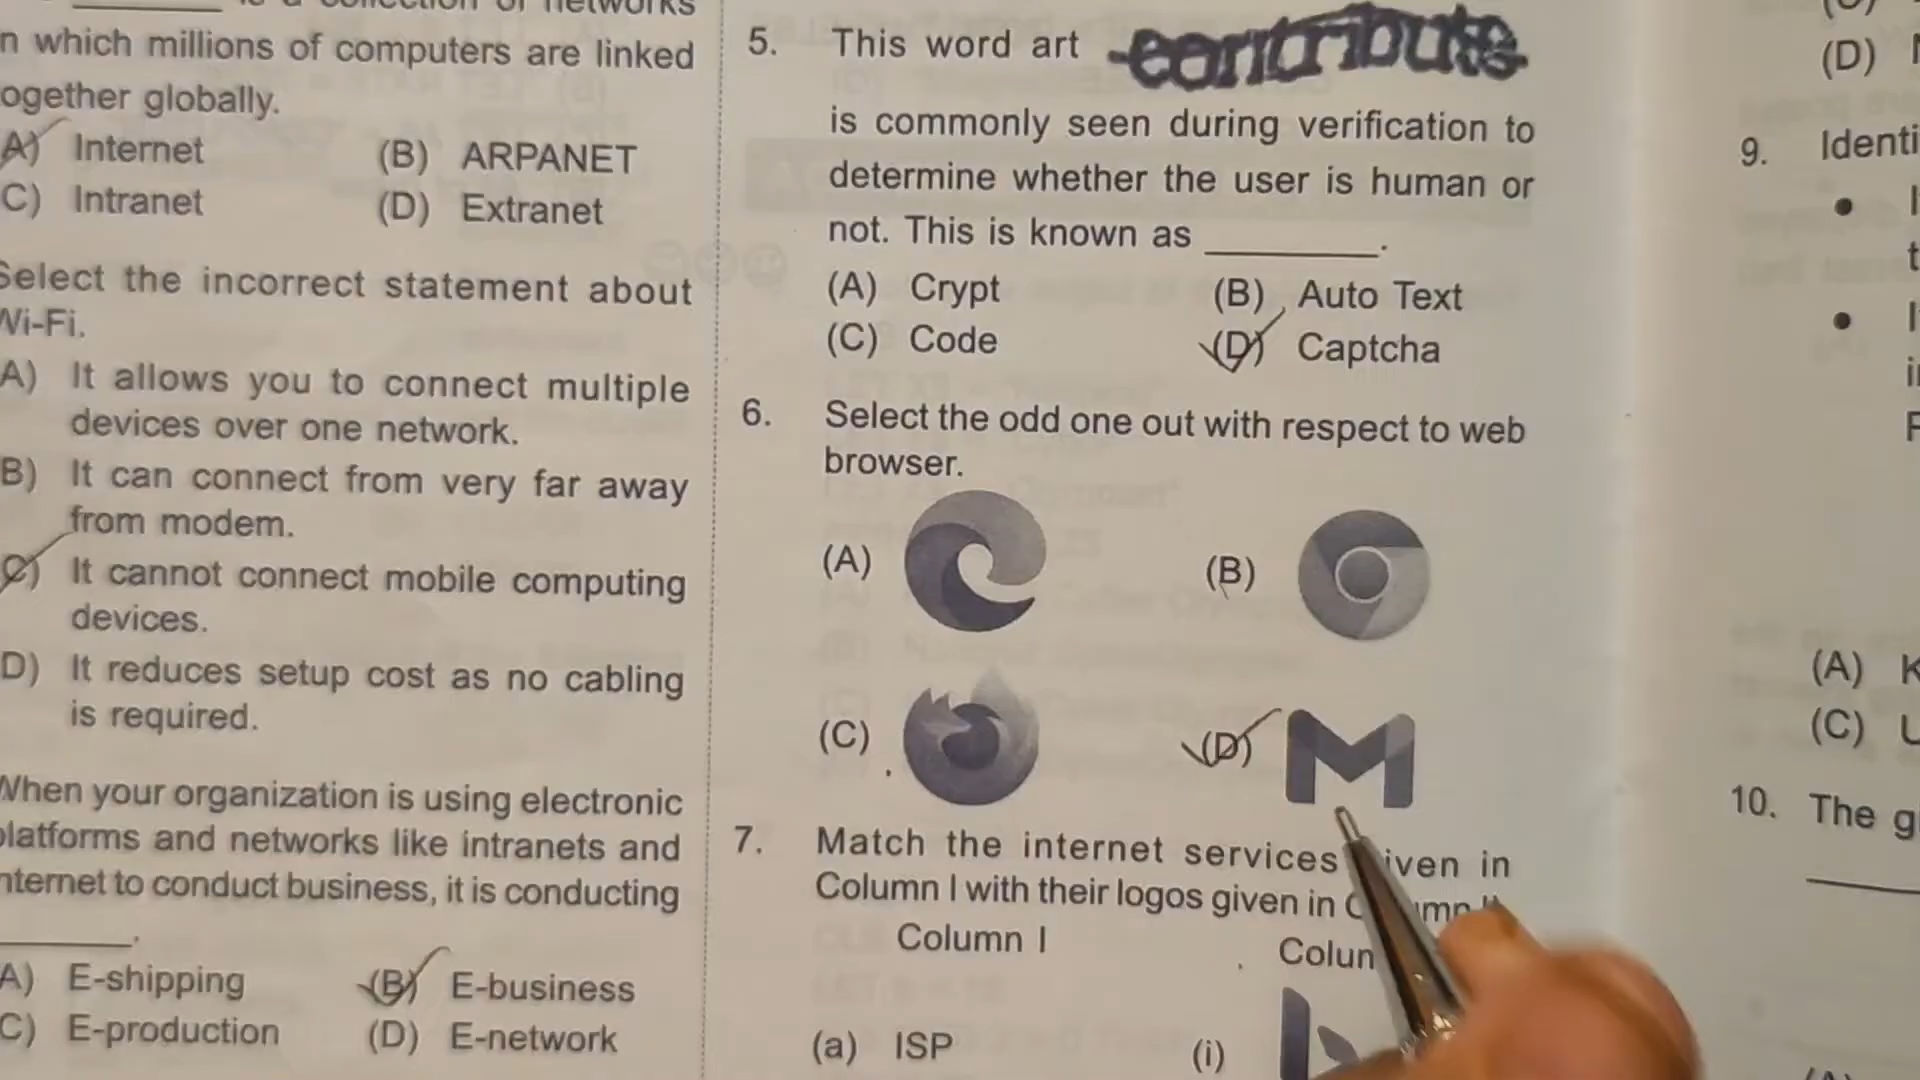 is a collection of networks
n which millions of computers are linked
ogether globally.
A) Internet (B) ARPANET
C) Intranet (D) Extranet
Select the incorrect statement about
Wi-Fi.
A) It allows you to connect multiple
devices over one network.
B) It can connect from very far away
from modem.
C) It cannot connect mobile computing
devices.
D) It reduces setup cost as no cabling
is required.
When your organization is using electronic
platforms and networks like intranets and
nternet to conduct business, it is conducting
.
A) E-shipping (B) E-business
C) E-production (D) E-network
5. This word art contribute
is commonly seen during verification to
determine whether the user is human or
not. This is known as ________.
(A) Crypt (B) Auto Text
(C) Code (D) Captcha
6. Select the odd one out with respect to web
browser.
(A) (B)
(C) (D)
7. Match the internet services given in
Column I with their logos given in
Column I Colun
(a) ISP (i)
(D)
9. Identi
(A) K
(C) U
10. The g